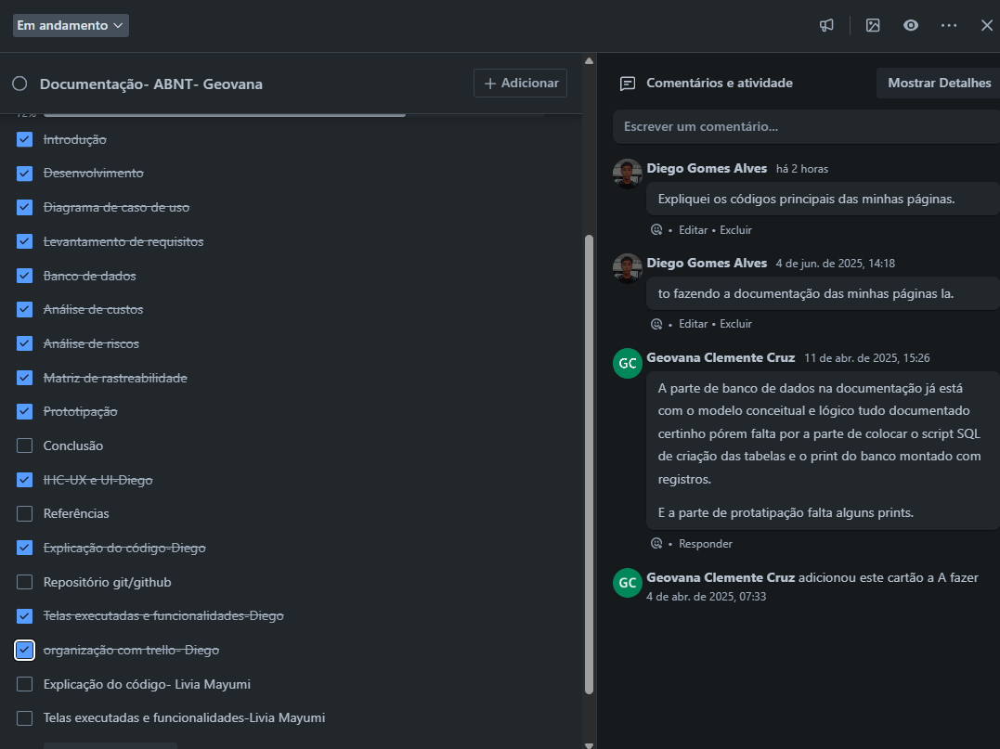 Em andamento
Documentação- ABNT- Geovana
Adicionar
72%
Introdução
Desenvolvimento
Diagrama de caso de uso
Levantamento de requisitos
Banco de dados
Análise de custos
Análise de riscos
Matriz de rastreabilidade
Prototipação
Conclusão
IHC-UX e UI-Diego
Referências
Explicação do código-Diego
Repositório git/github
Telas executadas e funcionalidades-Diego
organização com trello- Diego
Explicação do código- Livia Mayumi
Telas executadas e funcionalidades-Livia Mayumi
Comentários e atividade
Mostrar Detalhes
Escrever um comentário...
Diego Gomes Alves há 2 horas
Expliquei os códigos principais das minhas páginas.
• Editar • Excluir
Diego Gomes Alves 4 de jun. de 2025, 14:18
to fazendo a documentação das minhas páginas la.
• Editar • Excluir
GC
Geovana Clemente Cruz 11 de abr. de 2025, 15:26
A parte de banco de dados na documentação já está
com o modelo conceitual e lógico tudo documentado
certinho pórem falta por a parte de colocar o script SQL
de criação das tabelas e o print do banco montado com
registros.
E a parte de protatipação falta alguns prints.
• Responder
GC
Geovana Clemente Cruz adicionou este cartão a A fazer
4 de abr. de 2025, 07:33